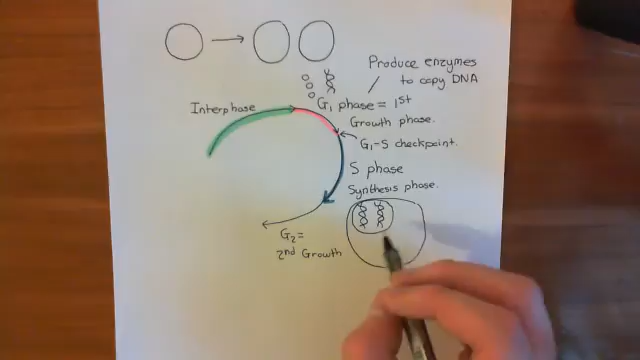 Produce enzymes
to copy DNA
Interphase
G₁ phase = 1st
Growth phase.
G₁-S checkpoint.
S phase
Synthesis phase.
G₂=
2nd Growth